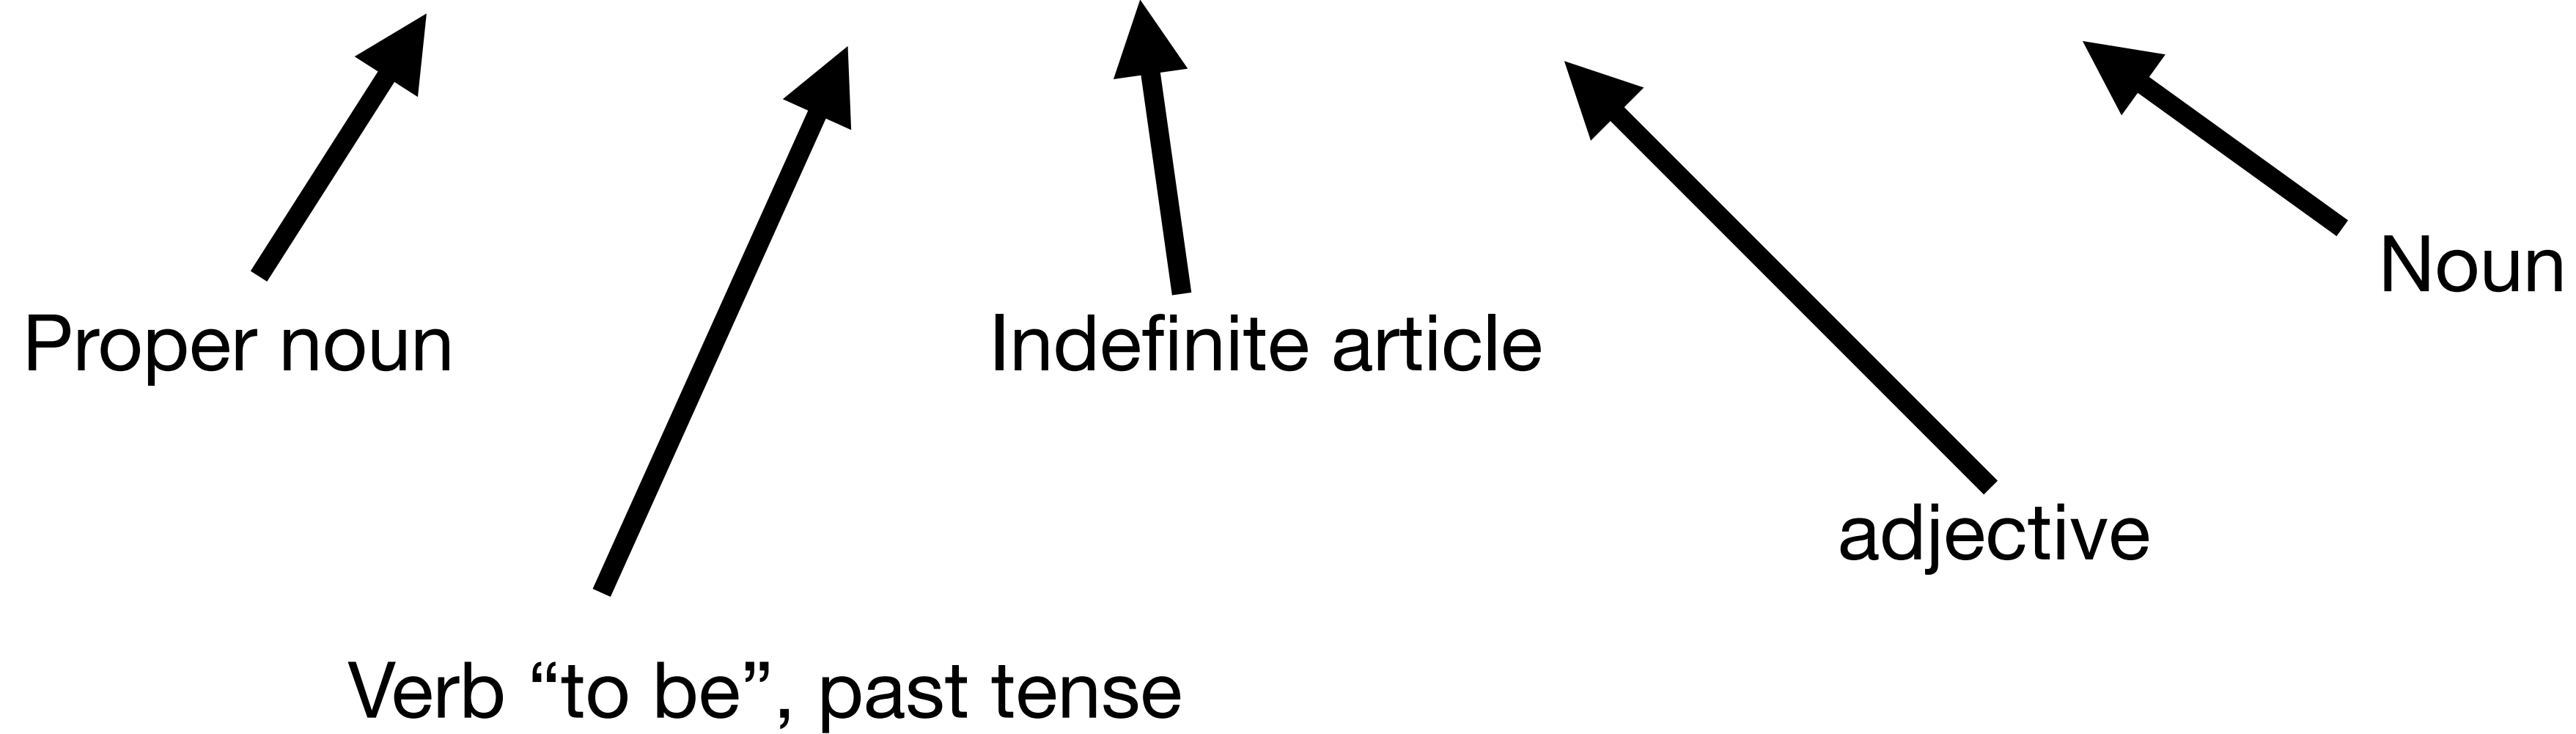 Noun
Proper noun
Indefinite article
adjective
Verb “to be”, past tense